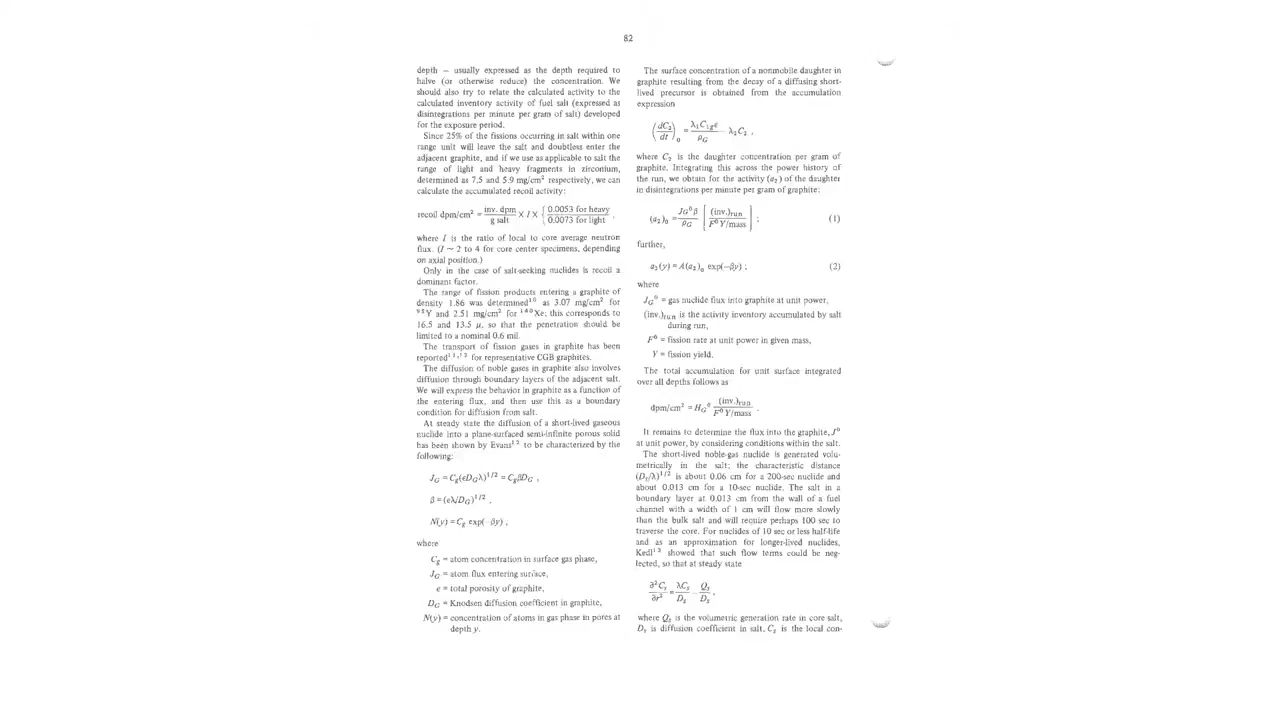 82
depth — usually expressed as the depth required to
halve (or otherwise reduce) the concentration. We
should also try to relate the calculated activity to the
calculated inventory activity of fuel salt (expressed as
disintegrations per minute per gram of salt) developed
for the exposure period.
Since 25% of the fissions occurring in salt within one
range unit will leave the salt and doubtless enter the
adjacent graphite, and if we use as applicable to salt the
range of light and heavy fragments in zirconium,
determined as 7.5 and 5.9 mg/cm² respectively, we can
calculate the accumulated recoil activity:
recoil dpm/cm² = inv. dpm / g salt × I × { 0.0053 for heavy / 0.0073 for light ,
where I is the ratio of local to core average neutron
flux. (I ~ 2 to 4 for core center specimens, depending
on axial position.)
Only in the case of salt-seeking nuclides is recoil a
dominant factor.
The range of fission products entering a graphite of
density 1.86 was determined¹⁰ as 3.07 mg/cm² for
⁹⁵Y and 2.51 mg/cm² for ¹⁴⁰Xe; this corresponds to
16.5 and 13.5 μ, so that the penetration should be
limited to a nominal 0.6 mil.
The transport of fission gases in graphite has been
reported for representative CGB graphites.
The diffusion of noble gases in graphite also involves
diffusion through boundary layers of the adjacent salt.
We will express the behavior in graphite as a function of
the entering flux, and then use this as a boundary
condition for diffusion from salt.
At steady state the diffusion of a short-lived gaseous
nuclide into a plane-surfaced semi-infinite porous solid
has been shown by Evans¹³ to be characterized by the
following:
J_G = C_g(εD_Gλ)^1/2 = C_gβD_G ,
β = (ελ/D_G)^1/2 ,
N(y) = C_g exp(−βy) ,
where
C_g = atom concentration in surface gas phase,
J_G = atom flux entering surface,
ε = total porosity of graphite,
D_G = Knodsen diffusion coefficient in graphite,
N(y) = concentration of atoms in gas phase in pores at
depth y.
The surface concentration of a nonmobile daughter in
graphite resulting from the decay of a diffusing short-
lived precursor is obtained from the accumulation
expression
(dC₂/dt)₀ = λ₁C₁gε/ρ_G − λ₂C₂ ,
where C₂ is the daughter concentration per gram of
graphite. Integrating this across the power history of
the run, we obtain for the activity (a₂) of the daughter
in disintegrations per minute per gram of graphite:
(a₂)₀ = J_G⁰β/ρ_G [ (inv.)run / F⁰Y/mass ] ; (1)
further,
a₂(y) = A(a₂)₀ exp(−βy) ; (2)
where
J_G⁰ = gas nuclide flux into graphite at unit power,
(inv.)run is the activity inventory accumulated by salt
during run,
F⁰ = fission rate at unit power in given mass,
Y = fission yield.
The total accumulation for unit surface integrated
over all depths follows as
dpm/cm² = H_G⁰ (inv.)run / F⁰Y/mass .
It remains to determine the flux into the graphite, J⁰
at unit power, by considering conditions within the salt.
The short-lived noble-gas nuclide is generated volu-
metrically in the salt; the characteristic distance
(D_s/λ)^1/2 is about 0.06 cm for a 200-sec nuclide and
about 0.013 cm for a 10-sec nuclide. The salt in a
boundary layer at 0.013 cm from the wall of a fuel
channel with a width of 1 cm will flow more slowly
than the bulk salt and will require perhaps 100 sec to
traverse the core. For nuclides of 10 sec or less half-life
and as an approximation for longer-lived nuclides,
Kedl¹³ showed that such flow terms could be neg-
lected, so that at steady state
∂²C_s/∂r² = λC_s/D_s − Q_s/D_s ,
where Q_s is the volumetric generation rate in core salt,
D_s is diffusion coefficient in salt, C_s is the local con-